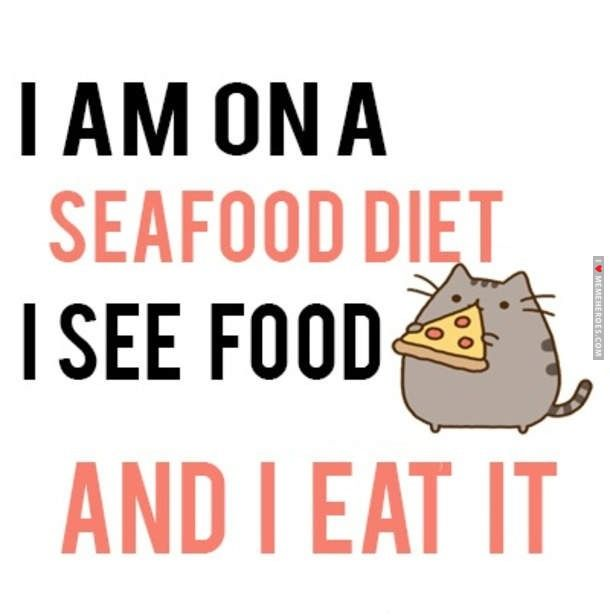 I AM ON A
SEAFOOD DIET
I SEE FOOD
AND I EAT IT
I ❤ MEMEHEROES.COM